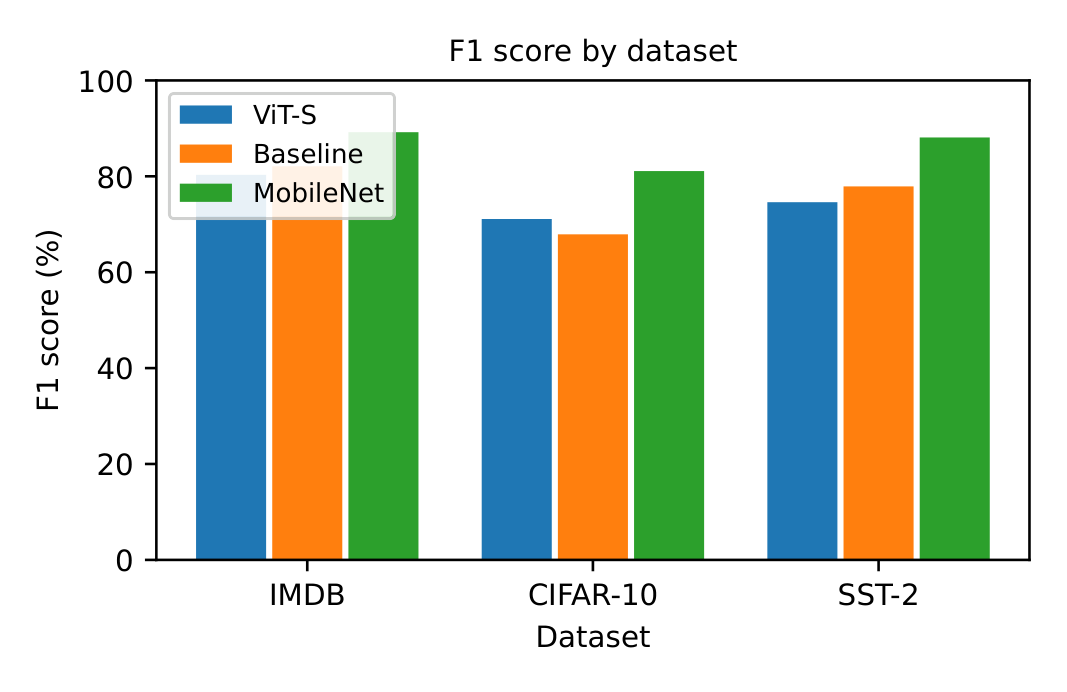 F1 score by dataset
ViT-S
Baseline
MobileNet
F1 score (%)
100
80
60
40
20
0
IMDB
CIFAR-10
SST-2
Dataset